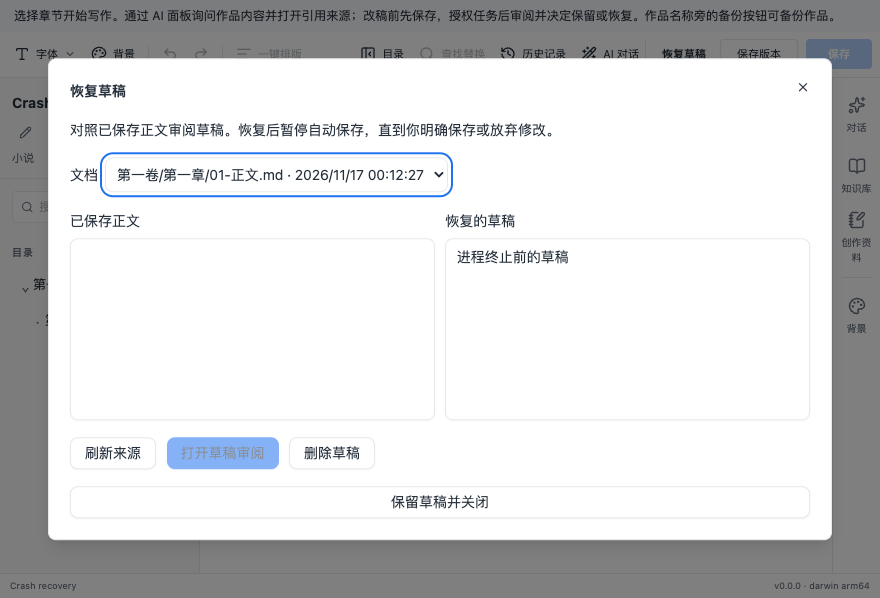 选择章节开始写作。通过 AI 面板询问作品内容并打开引用来源；改稿前先保存，授权任务后审阅并决定保留或恢复。作品名称旁的备份按钮可备份作品。
字体 背景 一键排版 目录 查找替换 历史记录 AI 对话 恢复草稿 保存版本 保存
Crash
小说
目录
第一
对话
知识库
创作资
料
背景
恢复草稿
对照已保存正文审阅草稿。恢复后暂停自动保存，直到你明确保存或放弃修改。
文档 第一卷/第一章/01-正文.md · 2026/11/17 00:12:27
已保存正文 恢复的草稿
进程终止前的草稿
刷新来源 打开草稿审阅 删除草稿
保留草稿并关闭
Crash recovery v0.0.0 · darwin arm64